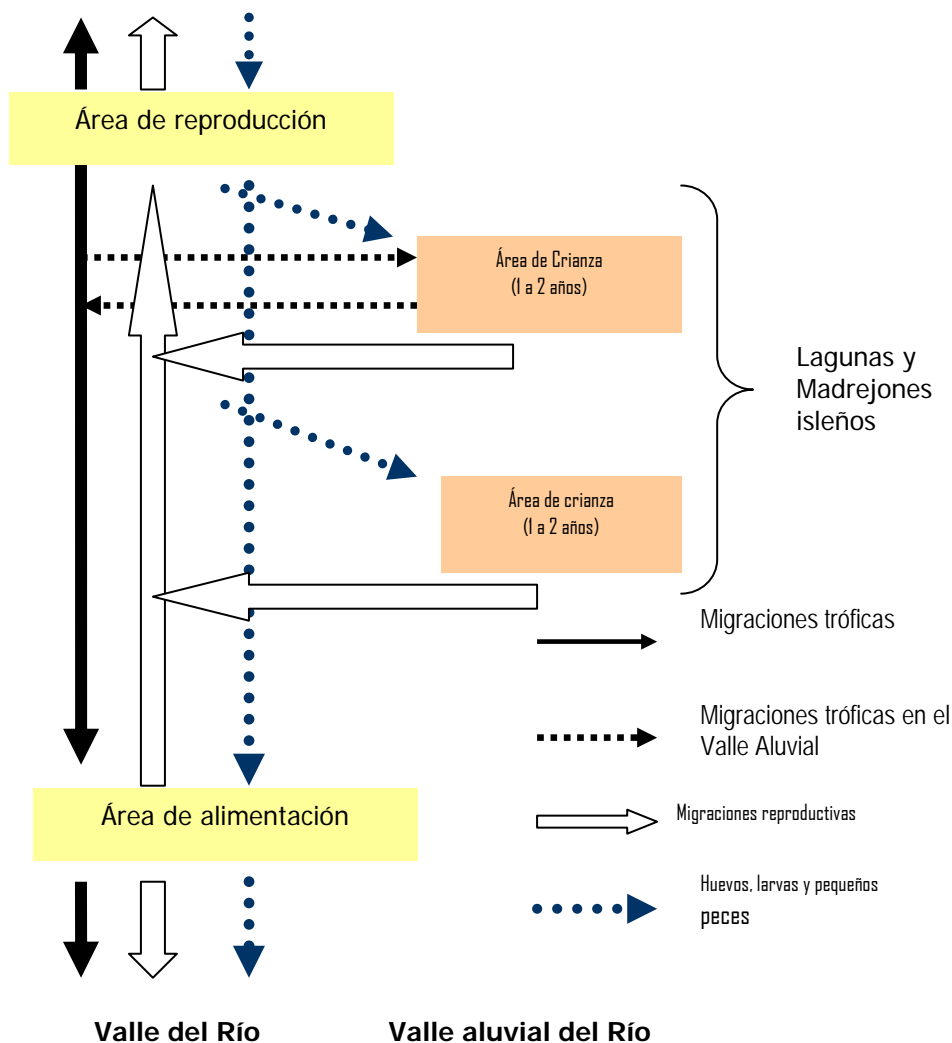 Área de reproducción
Área de Crianza
(1 a 2 años)
Lagunas y
Madrejones
isleños
Área de crianza
(1 a 2 años)
Migraciones tróficas
Migraciones tróficas en el
Valle Aluvial
Área de alimentación
Migraciones reproductivas
Huevos, larvas y pequeños
peces
Valle del Río
Valle aluvial del Río